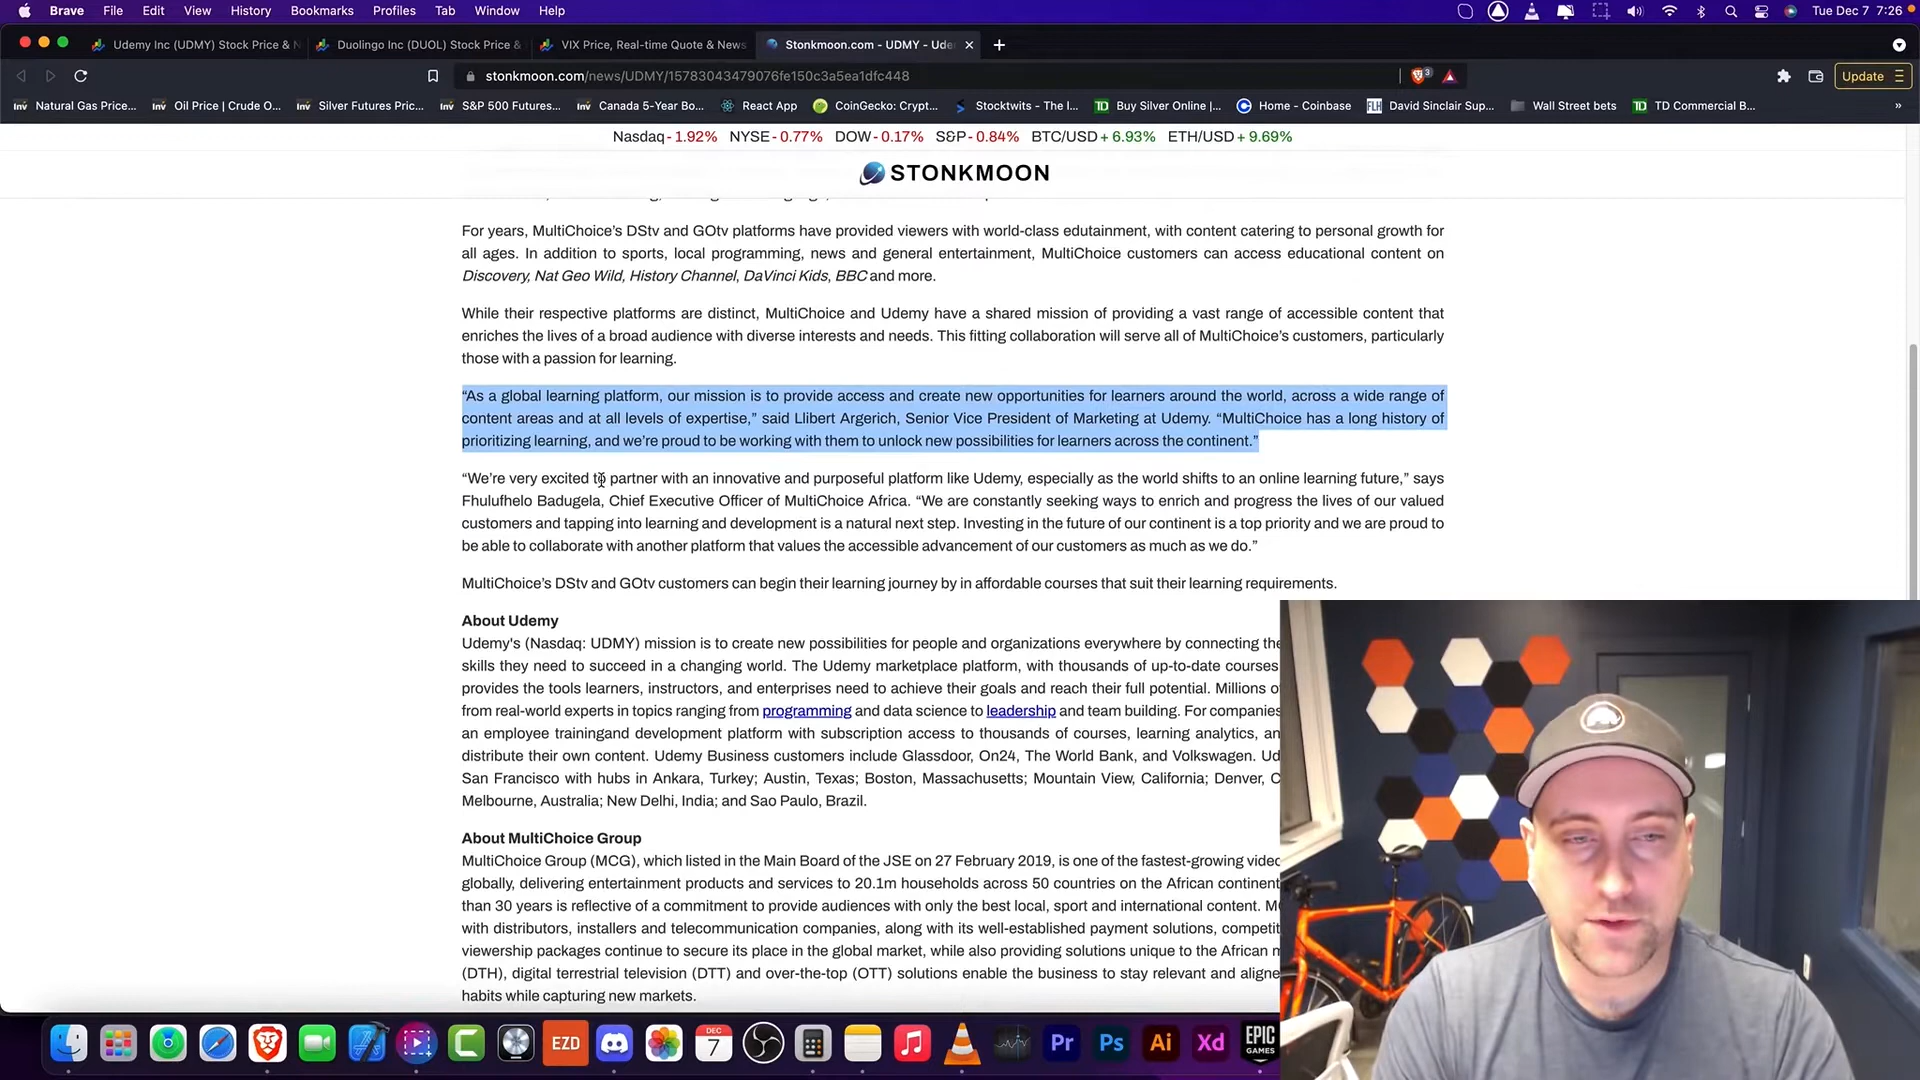 Brave File Edit View History Bookmarks Profiles Tab Window Help Tue Dec 7 7:26
Udemy Inc (UDMY) Stock Price & N Duolingo Inc (DUOL) Stock Price & VIX Price, Real-time Quote & News Stonkmoon.com - UDMY - Ude
stonkmoon.com/news/UDMY/15783043479076fe150c3a5ea1dfc448 3 Update
Natural Gas Price... Oil Price | Crude O... Silver Futures Pric... S&P 500 Futures... Canada 5-Year Bo... React App CoinGecko: Crypt... Stocktwits - The I... Buy Silver Online |... Home - Coinbase David Sinclair Sup... Wall Street bets TD Commercial B... »
Nasdaq - 1.92% NYSE - 0.77% DOW - 0.17% S&P - 0.84% BTC/USD + 6.93% ETH/USD + 9.69%
STONKMOON
For years, MultiChoice’s DStv and GOtv platforms have provided viewers with world-class edutainment, with content catering to personal growth for
all ages. In addition to sports, local programming, news and general entertainment, MultiChoice customers can access educational content on
Discovery, Nat Geo Wild, History Channel, DaVinci Kids, BBC and more.
While their respective platforms are distinct, MultiChoice and Udemy have a shared mission of providing a vast range of accessible content that
enriches the lives of a broad audience with diverse interests and needs. This fitting collaboration will serve all of MultiChoice’s customers, particularly
those with a passion for learning.
“As a global learning platform, our mission is to provide access and create new opportunities for learners around the world, across a wide range of
content areas and at all levels of expertise,” said Llibert Argerich, Senior Vice President of Marketing at Udemy. “MultiChoice has a long history of
prioritizing learning, and we’re proud to be working with them to unlock new possibilities for learners across the continent.”
“We’re very excited to partner with an innovative and purposeful platform like Udemy, especially as the world shifts to an online learning future,” says
Fhulufhelo Badugela, Chief Executive Officer of MultiChoice Africa. “We are constantly seeking ways to enrich and progress the lives of our valued
customers and tapping into learning and development is a natural next step. Investing in the future of our continent is a top priority and we are proud to
be able to collaborate with another platform that values the accessible advancement of our customers as much as we do.”
MultiChoice’s DStv and GOtv customers can begin their learning journey by in affordable courses that suit their learning requirements.
About Udemy
Udemy's (Nasdaq: UDMY) mission is to create new possibilities for people and organizations everywhere by connecting the
skills they need to succeed in a changing world. The Udemy marketplace platform, with thousands of up-to-date courses
provides the tools learners, instructors, and enterprises need to achieve their goals and reach their full potential. Millions of
from real-world experts in topics ranging from programming and data science to leadership and team building. For companies
an employee trainingand development platform with subscription access to thousands of courses, learning analytics, an
distribute their own content. Udemy Business customers include Glassdoor, On24, The World Bank, and Volkswagen. Ud
San Francisco with hubs in Ankara, Turkey; Austin, Texas; Boston, Massachusetts; Mountain View, California; Denver, C
Melbourne, Australia; New Delhi, India; and Sao Paulo, Brazil.
About MultiChoice Group
MultiChoice Group (MCG), which listed in the Main Board of the JSE on 27 February 2019, is one of the fastest-growing video
globally, delivering entertainment products and services to 20.1m households across 50 countries on the African continent
than 30 years is reflective of a commitment to provide audiences with only the best local, sport and international content. M
with distributors, installers and telecommunication companies, along with its well-established payment solutions, competit
viewership packages continue to secure its place in the global market, while also providing solutions unique to the African m
(DTH), digital terrestrial television (DTT) and over-the-top (OTT) solutions enable the business to stay relevant and aligne
habits while capturing new markets.
EZD DEC 7 Pr Ps Ai Xd EPIC GAMES